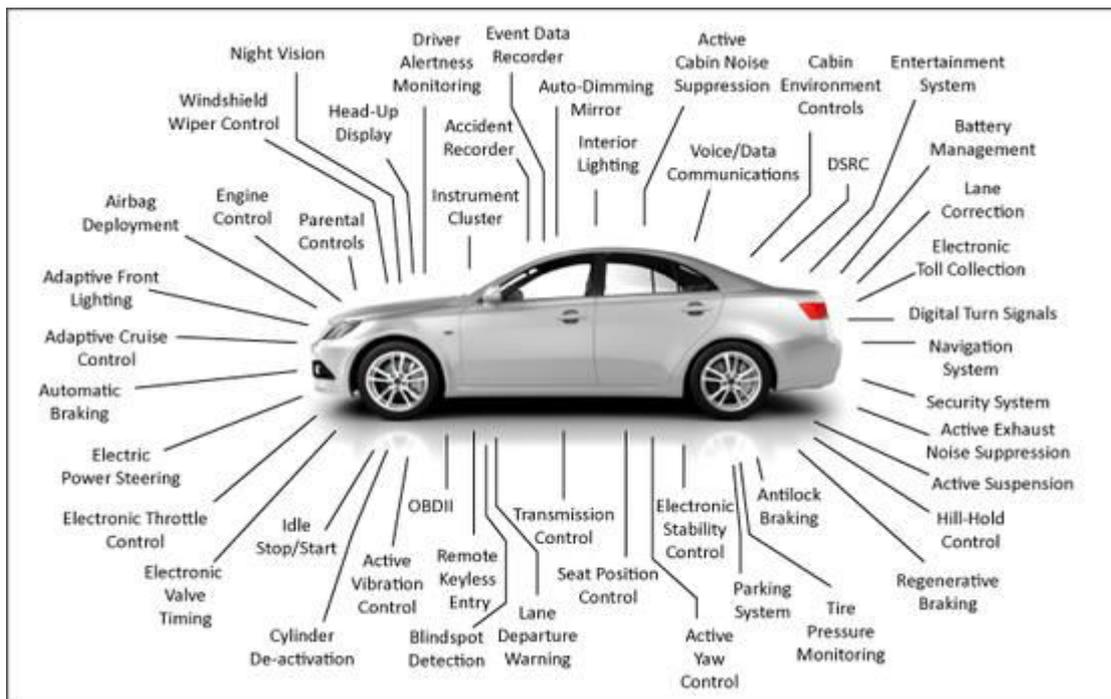 Night Vision
Driver
Alertness
Monitoring
Event Data
Recorder
Active
Cabin Noise
Suppression
Cabin
Environment
Controls
Entertainment
System
Windshield
Wiper Control
Head-Up
Display
Accident
Recorder
Auto-Dimming
Mirror
Interior
Lighting
Voice/Data
Communications
DSRC
Battery
Management
Airbag
Deployment
Engine
Control
Parental
Controls
Instrument
Cluster
Lane
Correction
Electronic
Toll Collection
Adaptive Front
Lighting
Digital Turn Signals
Adaptive Cruise
Control
Navigation
System
Automatic
Braking
Security System
Electric
Power Steering
Active Exhaust
Noise Suppression
Active Suspension
Electronic Throttle
Control
Idle
Stop/Start
OBDII
Transmission
Control
Electronic
Stability
Control
Antilock
Braking
Hill-Hold
Control
Electronic
Valve
Timing
Active
Vibration
Control
Remote
Keyless
Entry
Seat Position
Control
Parking
System
Regenerative
Braking
Cylinder
De-activation
Blindspot
Detection
Lane
Departure
Warning
Active
Yaw
Control
Tire
Pressure
Monitoring